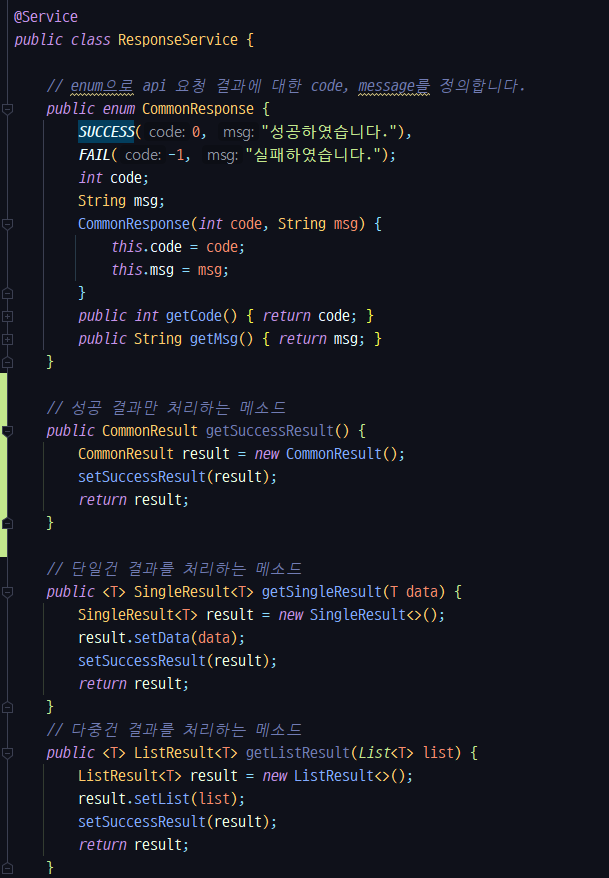 @Service
public class ResponseService {
// enum으로 api 요청 결과에 대한 code, message를 정의합니다.
public enum CommonResponse {
SUCCESS( code: 0, msg: "성공하였습니다."),
FAIL( code: -1, msg: "실패하였습니다.");
int code;
String msg;
CommonResponse(int code, String msg) {
this.code = code;
this.msg = msg;
}
public int getCode() { return code; }
public String getMsg() { return msg; }
}
// 성공 결과만 처리하는 메소드
public CommonResult getSuccessResult() {
CommonResult result = new CommonResult();
setSuccessResult(result);
return result;
}
// 단일건 결과를 처리하는 메소드
public <T> SingleResult<T> getSingleResult(T data) {
SingleResult<T> result = new SingleResult<>();
result.setData(data);
setSuccessResult(result);
return result;
}
// 다중건 결과를 처리하는 메소드
public <T> ListResult<T> getListResult(List<T> list) {
ListResult<T> result = new ListResult<>();
result.setList(list);
setSuccessResult(result);
return result;
}